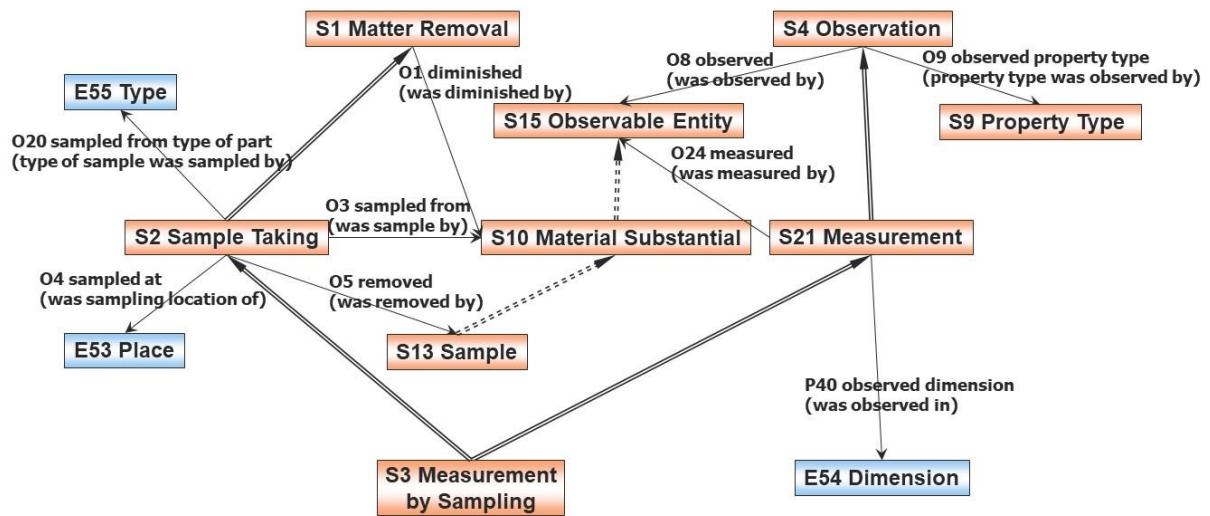 S1 Matter Removal
S4 Observation
O1 diminished
(was diminished by)
O8 observed
(was observed by)
O9 observed property type
(property type was observed by)
E55 Type
S15 Observable Entity
S9 Property Type
O20 sampled from type of part
(type of sample was sampled by)
O24 measured
(was measured by)
O3 sampled from
(was sample by)
S2 Sample Taking
S10 Material Substantial
S21 Measurement
O4 sampled at
(was sampling location of)
O5 removed
(was removed by)
E53 Place
S13 Sample
P40 observed dimension
(was observed in)
S3 Measurement
by Sampling
E54 Dimension